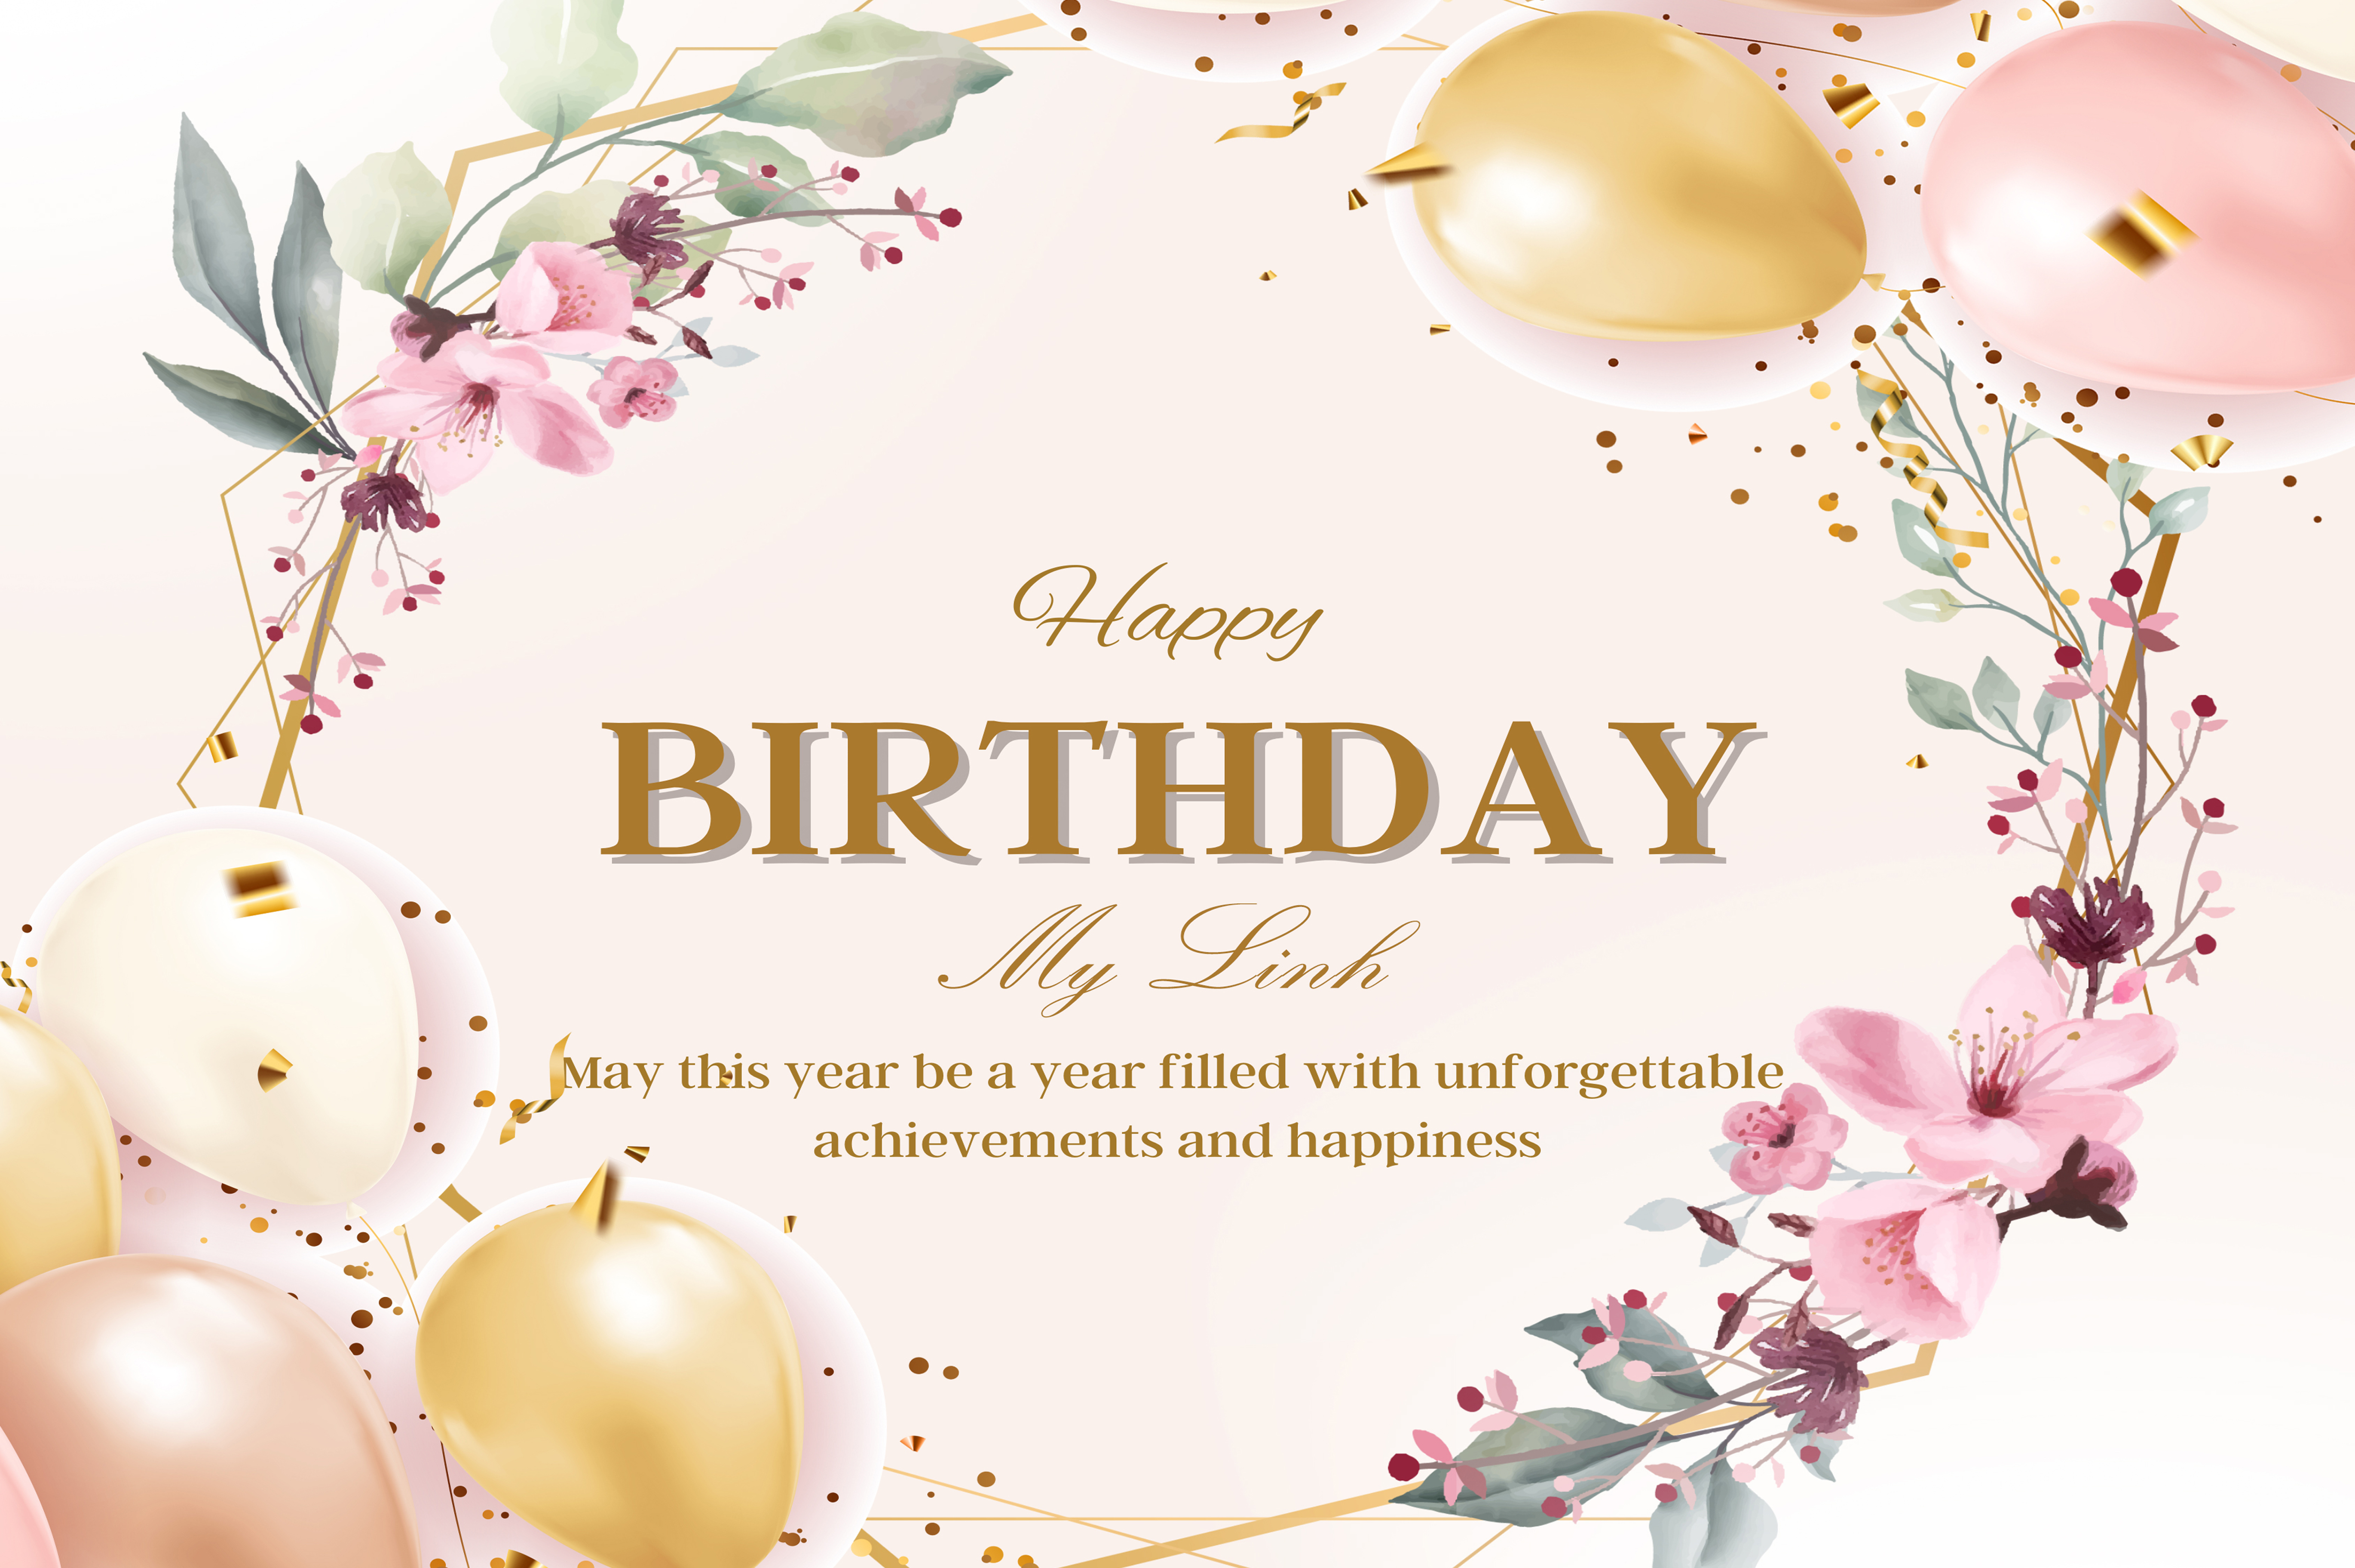 Happy
BIRTHDAY
My Linh
May this year be a year filled with unforgettable
achievements and happiness